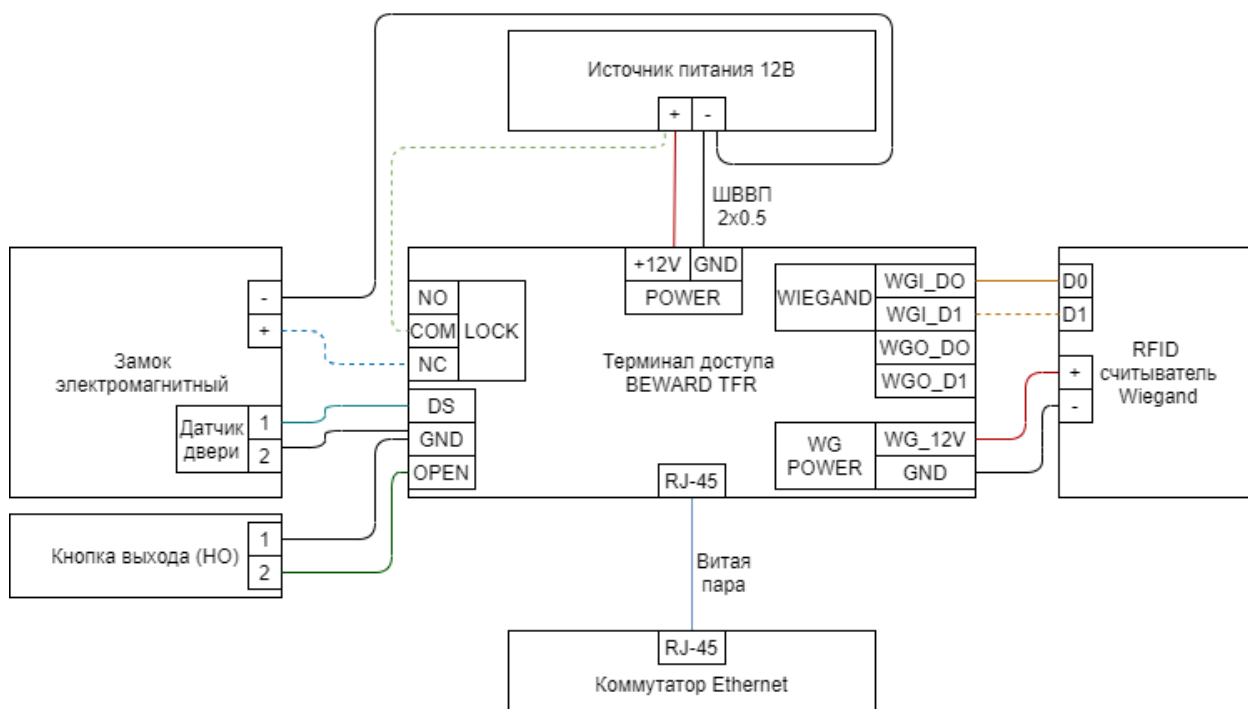 Источник питания 12В
+
-
ШВВП
2x0.5
-
+
Замок
электромагнитный
Датчик
двери
1
2
Кнопка выхода (НО)
1
2
NO
COM
NC
LOCK
DS
GND
OPEN
+12V
GND
POWER
Терминал доступа
BEWARD TFR
WIEGAND
WGI_DO
WGI_D1
WGO_DO
WGO_D1
WG
POWER
WG_12V
GND
RJ-45
D0
D1
+
-
RFID
считыватель
Wiegand
Витая
пара
RJ-45
Коммутатор Ethernet